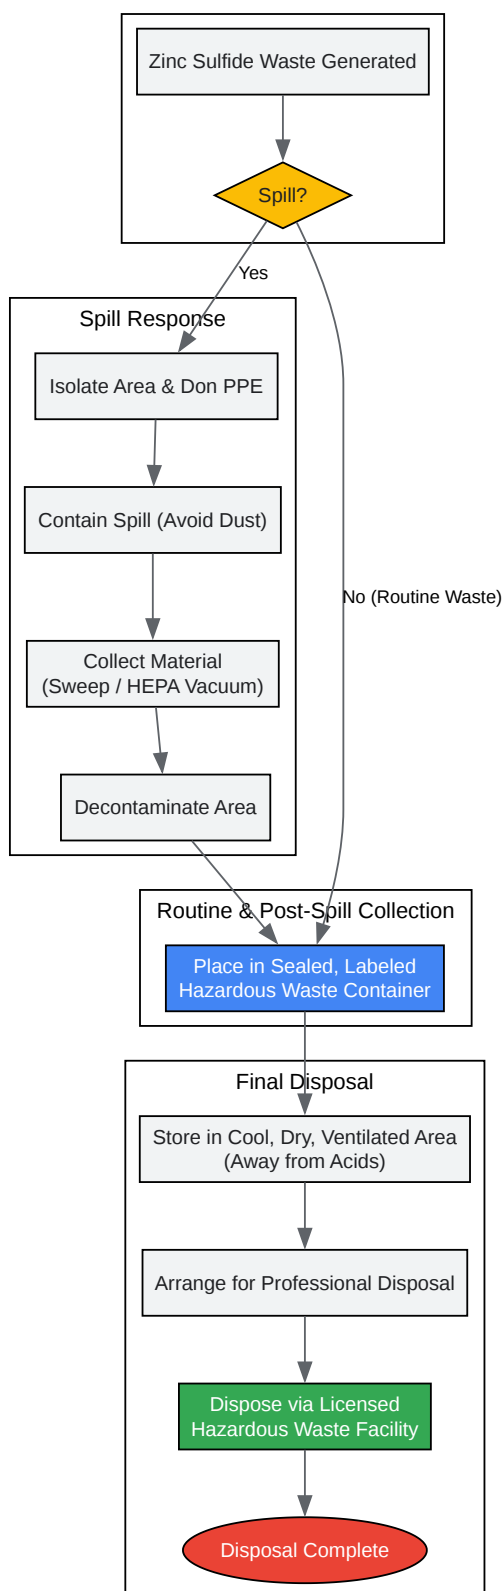 Zinc Sulfide Waste Generated
Spill?
Yes
Spill Response
Isolate Area & Don PPE
Contain Spill (Avoid Dust)
No (Routine Waste)
Collect Material
(Sweep / HEPA Vacuum)
Decontaminate Area
Routine & Post-Spill Collection
Place in Sealed, Labeled
Hazardous Waste Container
Final Disposal
Store in Cool, Dry, Ventilated Area
(Away from Acids)
Arrange for Professional Disposal
Dispose via Licensed
Hazardous Waste Facility
Disposal Complete